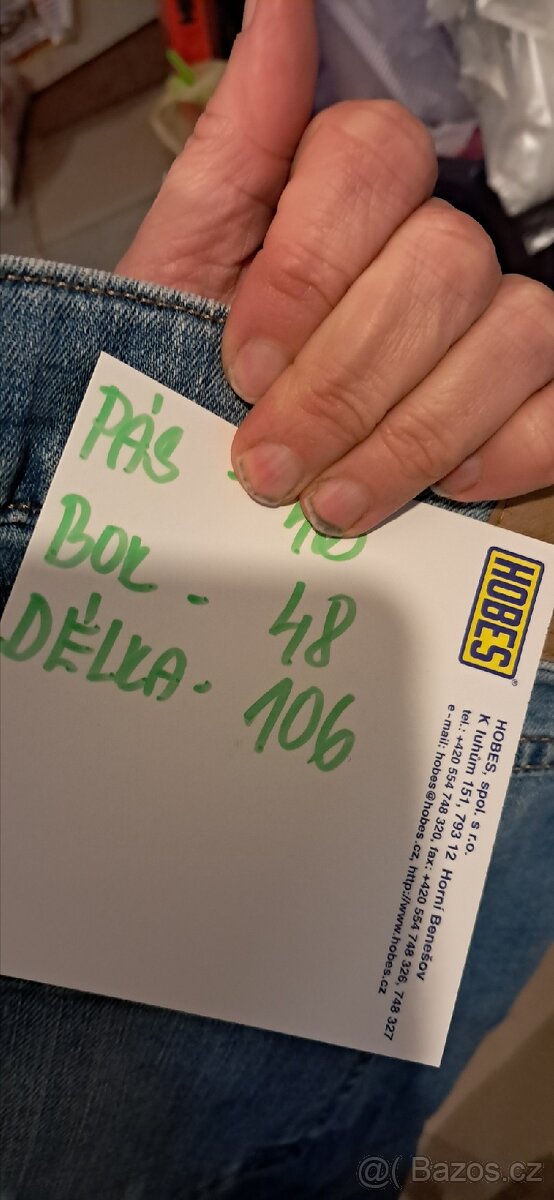 PÁS -
BOK - 48
DÉLKA - 106
HOBES®
HOBES, spol. s r.o.
K luhům 151, 793 12 Horní Benešov
tel.: +420 554 748 320, fax: +420 554 748 326, 748 327
e-mail: hobes@hobes.cz, http://www.hobes.cz
@( Bazos.cz